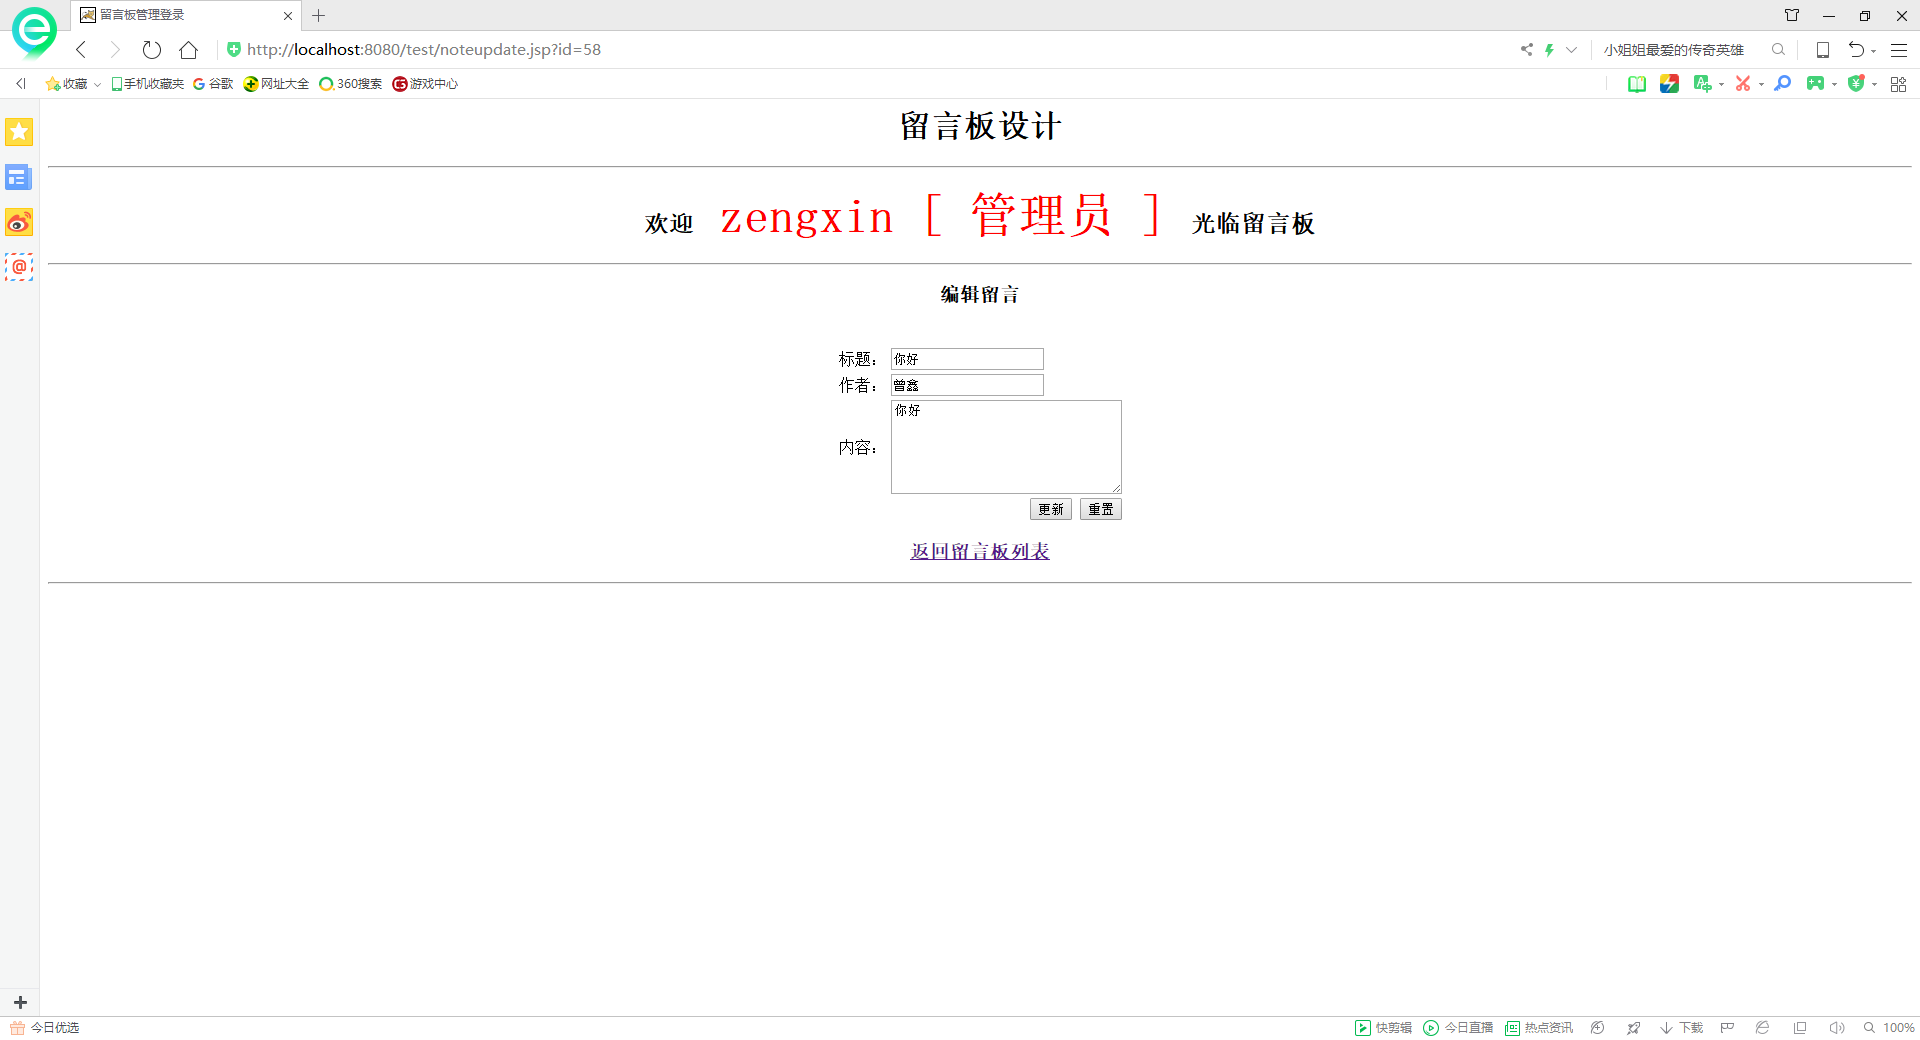 留言板管理登录
http://localhost:8080/test/noteupdate.jsp?id=58
小姐姐最爱的传奇英雄
收藏 手机收藏夹 谷歌 网址大全 360搜索 游戏中心
留言板设计
欢迎 zengxin [ 管理员 ] 光临留言板
编辑留言
标题： 你好
作者： 曾鑫
内容： 你好
更新 重置
返回留言板列表
今日优选
快剪辑 今日直播 热点资讯 下载 100%